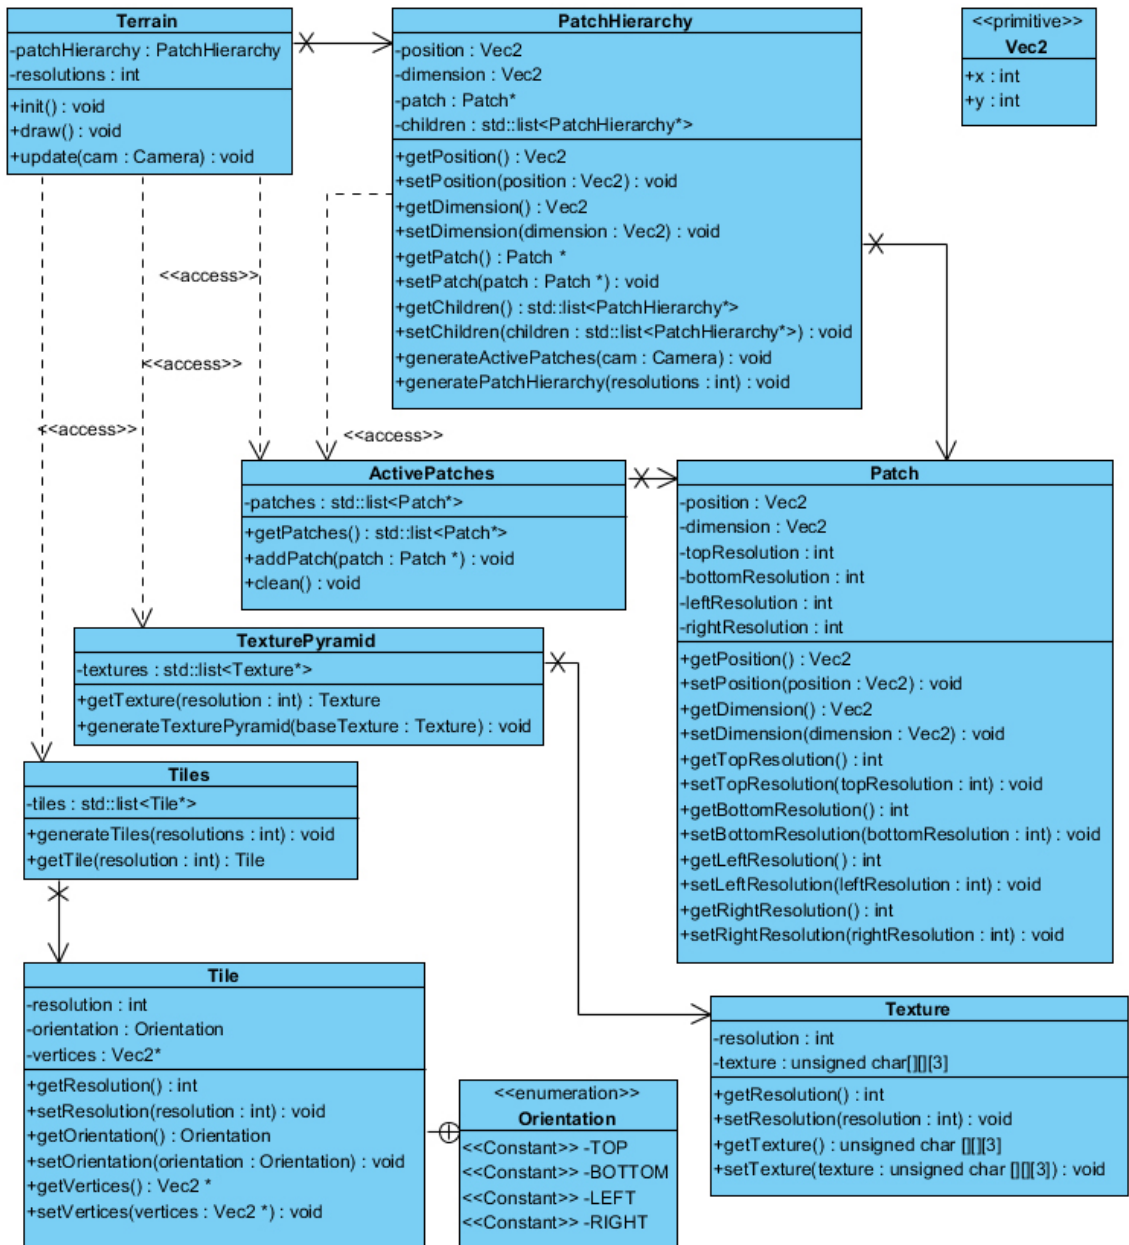 Terrain
-patchHierarchy : PatchHierarchy
-resolutions : int
+init() : void
+draw() : void
+update(cam : Camera) : void
PatchHierarchy
-position : Vec2
-dimension : Vec2
-patch : Patch*
-children : std::list<PatchHierarchy*>
+getPosition() : Vec2
+setPosition(position : Vec2) : void
+getDimension() : Vec2
+setDimension(dimension : Vec2) : void
+getPatch() : Patch *
+setPatch(patch : Patch *) : void
+getChildren() : std::list<PatchHierarchy*>
+setChildren(children : std::list<PatchHierarchy*>) : void
+generateActivePatches(cam : Camera) : void
+generatePatchHierarchy(resolutions : int) : void
<<primitive>>
Vec2
+x : int
+y : int
<<access>>
<<access>>
<<access>>
<<access>>
ActivePatches
-patches : std::list<Patch*>
+getPatches() : std::list<Patch*>
+addPatch(patch : Patch *) : void
+clean() : void
Patch
-position : Vec2
-dimension : Vec2
-topResolution : int
-bottomResolution : int
-leftResolution : int
-rightResolution : int
+getPosition() : Vec2
+setPosition(position : Vec2) : void
+getDimension() : Vec2
+setDimension(dimension : Vec2) : void
+getTopResolution() : int
+setTopResolution(topResolution : int) : void
+getBottomResolution() : int
+setBottomResolution(bottomResolution : int) : void
+getLeftResolution() : int
+setLeftResolution(leftResolution : int) : void
+getRightResolution() : int
+setRightResolution(rightResolution : int) : void
TexturePyramid
-textures : std::list<Texture*>
+getTexture(resolution : int) : Texture
+generateTexturePyramid(baseTexture : Texture) : void
Tiles
-tiles : std::list<Tile*>
+generateTiles(resolutions : int) : void
+getTile(resolution : int) : Tile
Tile
-resolution : int
-orientation : Orientation
-vertices : Vec2*
+getResolution() : int
+setResolution(resolution : int) : void
+getOrientation() : Orientation
+setOrientation(orientation : Orientation) : void
+getVertices() : Vec2 *
+setVertices(vertices : Vec2 *) : void
<<enumeration>>
Orientation
<<Constant>> -TOP
<<Constant>> -BOTTOM
<<Constant>> -LEFT
<<Constant>> -RIGHT
Texture
-resolution : int
-texture : unsigned char[][][3]
+getResolution() : int
+setResolution(resolution : int) : void
+getTexture() : unsigned char [][][3]
+setTexture(texture : unsigned char [][][3]) : void